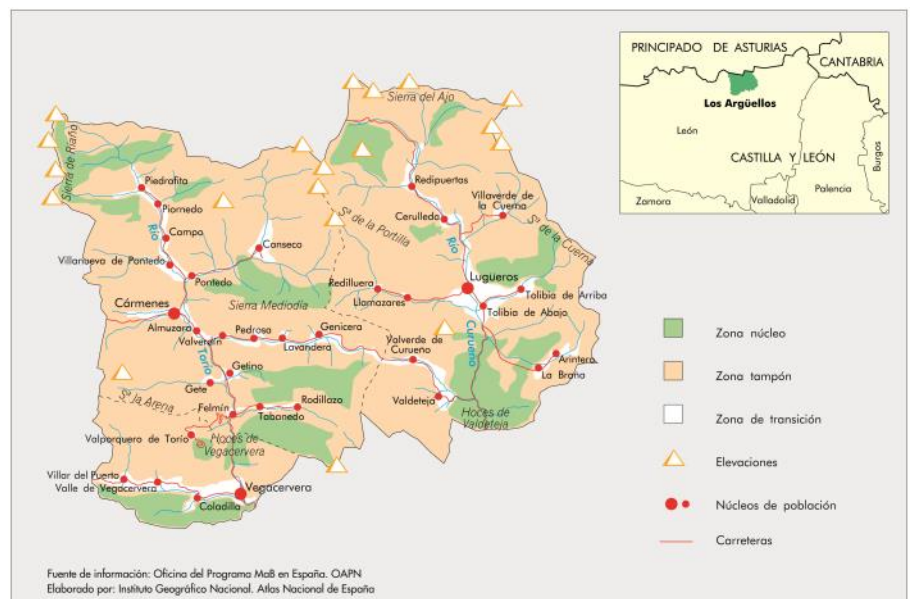 PRINCIPADO DE ASTURIAS
CANTABRIA
Los Argüellos
León
CASTILLA Y LEÓN
Burgos
Palencia
Zamora
Valladolid
Sierra del Ajo
Sierra de Riaño
Piedrafita
Redipuertas
Piornedo
Villaverde de
la Cuerna
Cerulleda
Río
Campo
Sª de la Portilla
Río
Sª de la Cuerna
Canseco
Villanueva de Pontedo
Pontedo
Lugueros
Redilluera
Tolibia de Arriba
Llamazares
Sierra Mediodía
Cármenes
Tolibia de Abajo
Almuzara
Pedrosa
Genicera
Valverdín
Lavandera
Valverde de
Curueño
Curueño
Torío
Arintero
La Braña
Getino
Gete
Sª la Arena
Valdeteja
Rodillazo
Felmín
Tabanedo
Hoces de
Valdeteja
Valporquero de Torío
Hoces de
Vegacervera
Villar del Puerto
Valle de Vegacervera
Vegacervera
Coladilla
Zona núcleo
Zona tampón
Zona de transición
Elevaciones
Núcleos de población
Carreteras
Fuente de información: Oficina del Programa MaB en España. OAPN
Elaborado por: Instituto Geográfico Nacional. Atlas Nacional de España